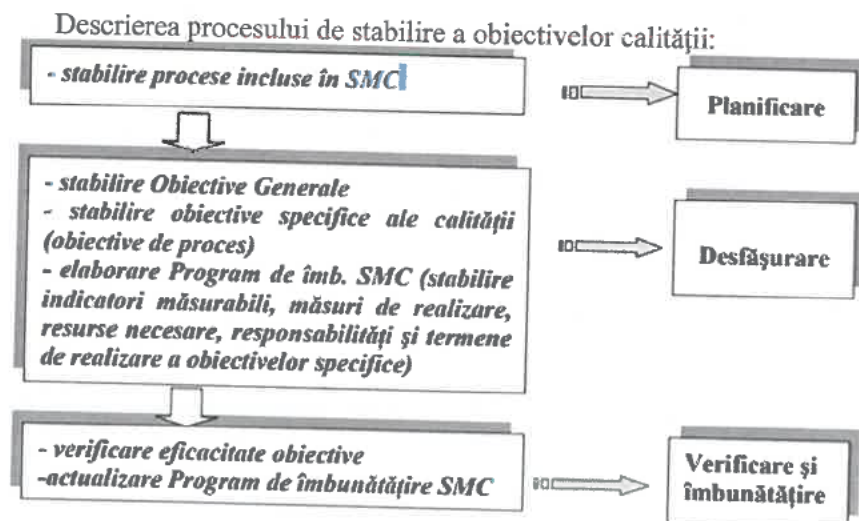 Descrierea procesului de stabilire a obiectivelor calității:
- stabilire procese incluse în SMC
Planificare
- stabilire Obiective Generale
- stabilire obiective specifice ale calității
(obiective de proces)
- elaborare Program de îmb. SMC (stabilire
indicatori măsurabili, măsuri de realizare,
resurse necesare, responsabilități și termene
de realizare a obiectivelor specifice)
Desfășurare
- verificare eficacitate obiective
-actualizare Program de îmbunătățire SMC
Verificare și
îmbunătățire